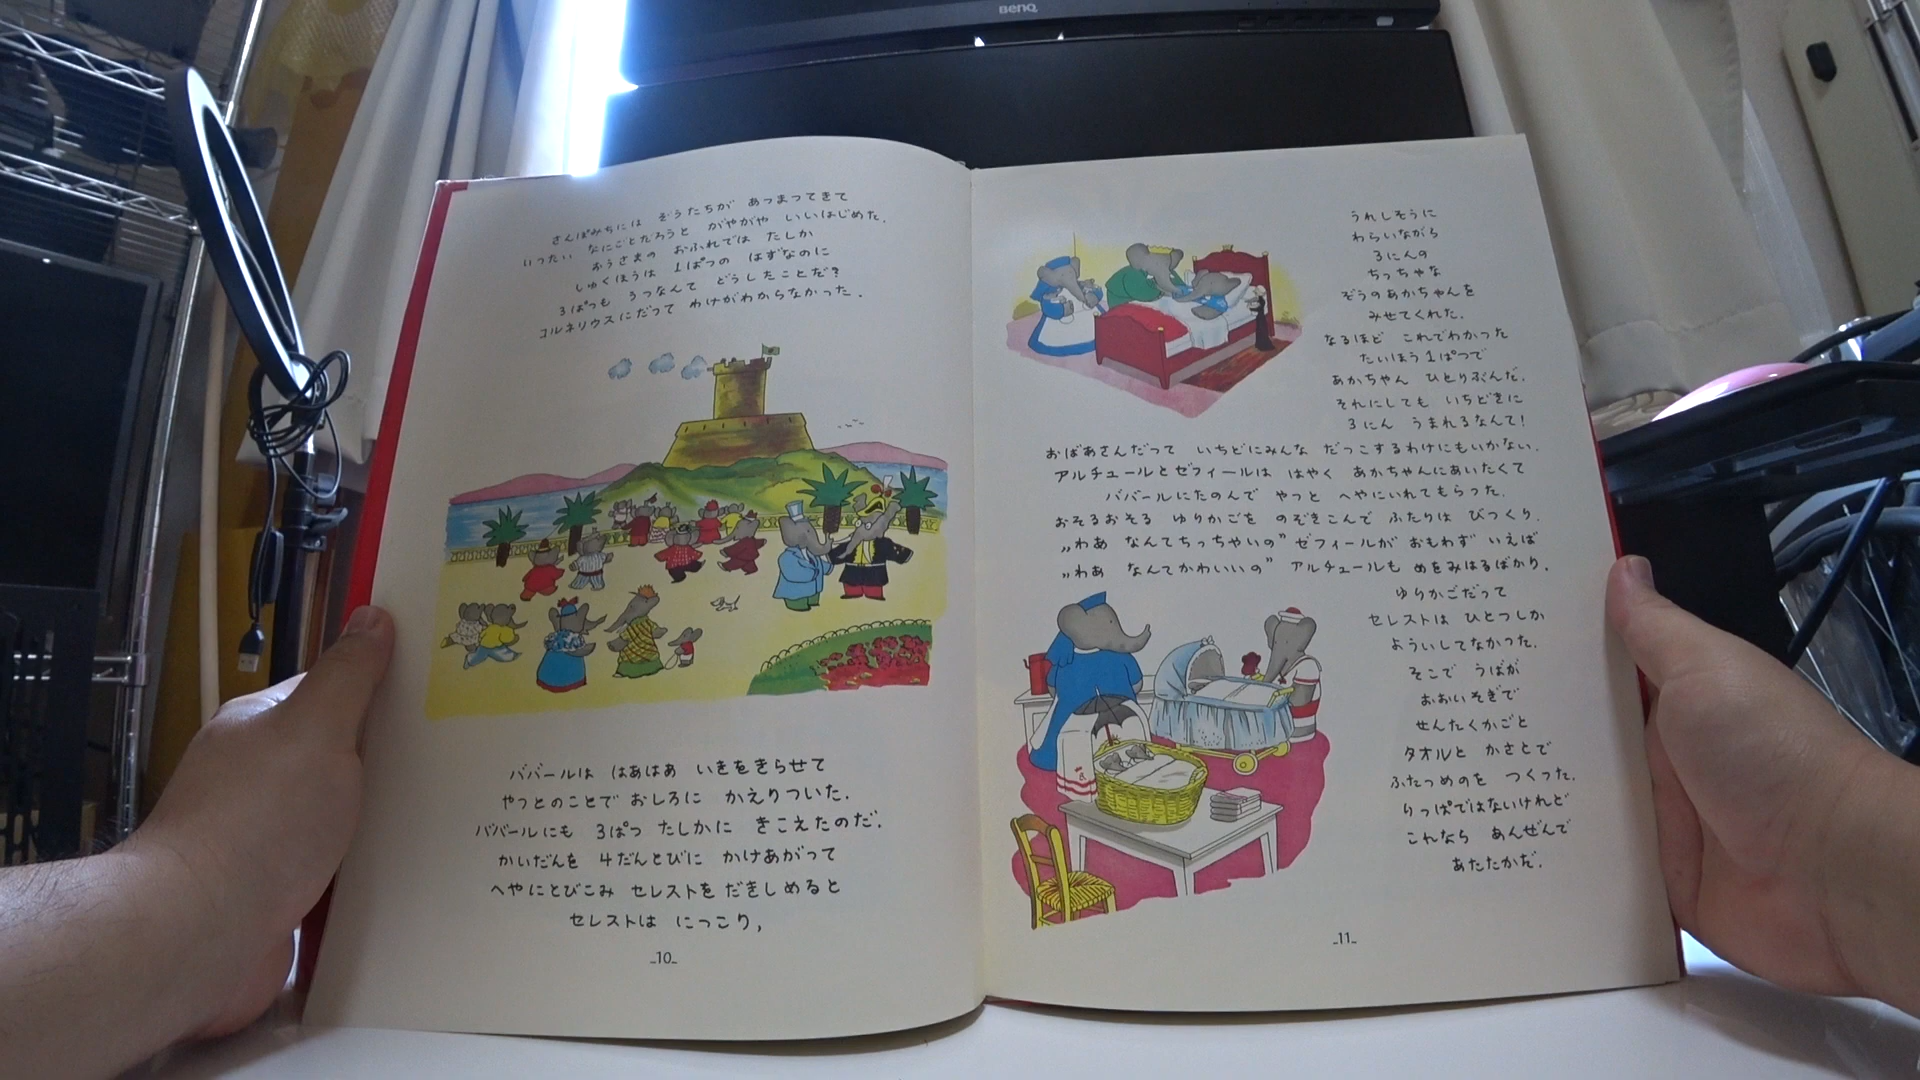 BenQ
さんぽみちには ぞうたちが あつまってきて
いったい なにごとだろうと がやがや いいはじめた。
おうさまの おふれでは たしか
しゅくほうは 1ぱつの はずなのに
3ぱつも うつなんて どうしたことだ?
コルネリウスにだって わけがわからなかった。
ババールは はあはあ いきをきらせて
やっとのことで おしろに かえりついた.
ババールにも 3ぱつ たしかに きこえたのだ.
かいだんを 4だんとびに かけあがって
へやにとびこみ セレストを だきしめると
セレストは にっこり,
_10_
うれしそうに
わらいながら
3にんの
ちっちゃな
ぞうのあかちゃんを
みせてくれた.
なるほど これでわかった
たいほう1ぱつで
あかちゃん ひとりぶんだ.
それにしても いちどきに
3にん うまれるなんて!
おばあさんだって いちどにみんな だっこするわけにもいかない.
アルチュールとゼフィールは はやく あかちゃんにあいたくて
ババールにたのんで やっと へやにいれてもらった.
おそるおそる ゆりかごを のぞきこんで ふたりは びっくり.
„わあ なんてちっちゃいの” ゼフィールが おもわず いえば
„わあ なんてかわいいの” アルチュールも めをみはるばかり.
ゆりかごだって
セレストは ひとつしか
よういしてなかった.
そこで うばが
おおいそぎで
せんたくかごと
タオルと かさとで
ふたつめのを つくった.
りっぱではないけれど
これなら あんぜんで
あたたかだ.
_11_